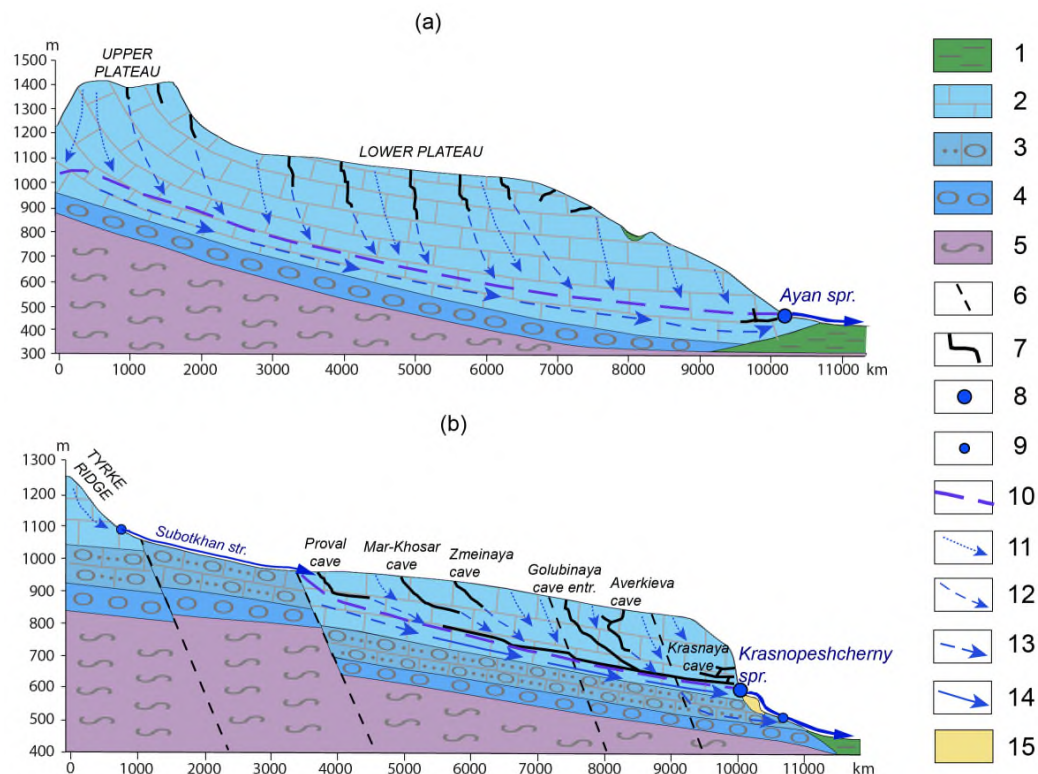 (a)
m
1500
1400
1300
1200
1100
1000
900
800
700
600
500
400
300
UPPER
PLATEAU
LOWER PLATEAU
Ayan spr.
0 1000 2000 3000 4000 5000 6000 7000 8000 9000 10000 11000 km
(b)
m
1300
1200
1100
1000
900
800
700
600
500
400
TYRKE
RIDGE
Subotkhan str.
Proval
cave
Mar-Khosar
cave
Zmeinaya
cave
Golubinaya
cave entr.
Averkieva
cave
Krasnaya
cave
Krasnopeshcherny
spr.
0 1000 2000 3000 4000 5000 6000 7000 8000 9000 10000 11000 km
1
2
3
4
5
6
7
8
9
10
11
12
13
14
15